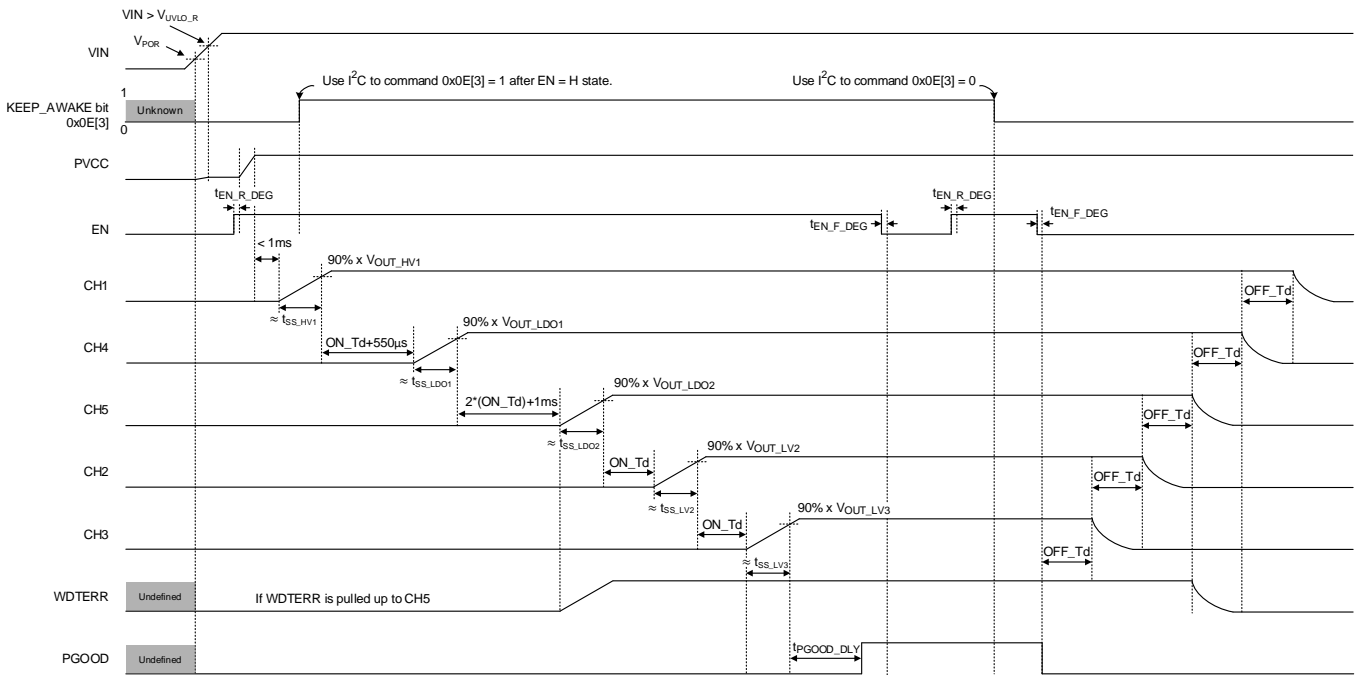 VIN > VUVLO_R
VPOR
VIN
Use I2C to command 0x0E[3] = 1 after EN = H state.
Use I2C to command 0x0E[3] = 0
1
KEEP_AWAKE bit
0x0E[3]
0
Unknown
PVCC
tEN_R_DEG
tEN_R_DEG
EN
tEN_F_DEG
tEN_F_DEG
< 1ms
90% x VOUT_HV1
CH1
OFF_Td
≈ tSS_HV1
90% x VOUT_LDO1
ON_Td+550µs
CH4
OFF_Td
≈ tSS_LDO1
90% x VOUT_LDO2
2*(ON_Td)+1ms
CH5
OFF_Td
≈ tSS_LDO2
90% x VOUT_LV2
ON_Td
CH2
OFF_Td
≈ tSS_LV2
90% x VOUT_LV3
ON_Td
CH3
OFF_Td
≈ tSS_LV3
WDTERR
Undefined
If WDTERR is pulled up to CH5
tPGOOD_DLY
PGOOD
Undefined